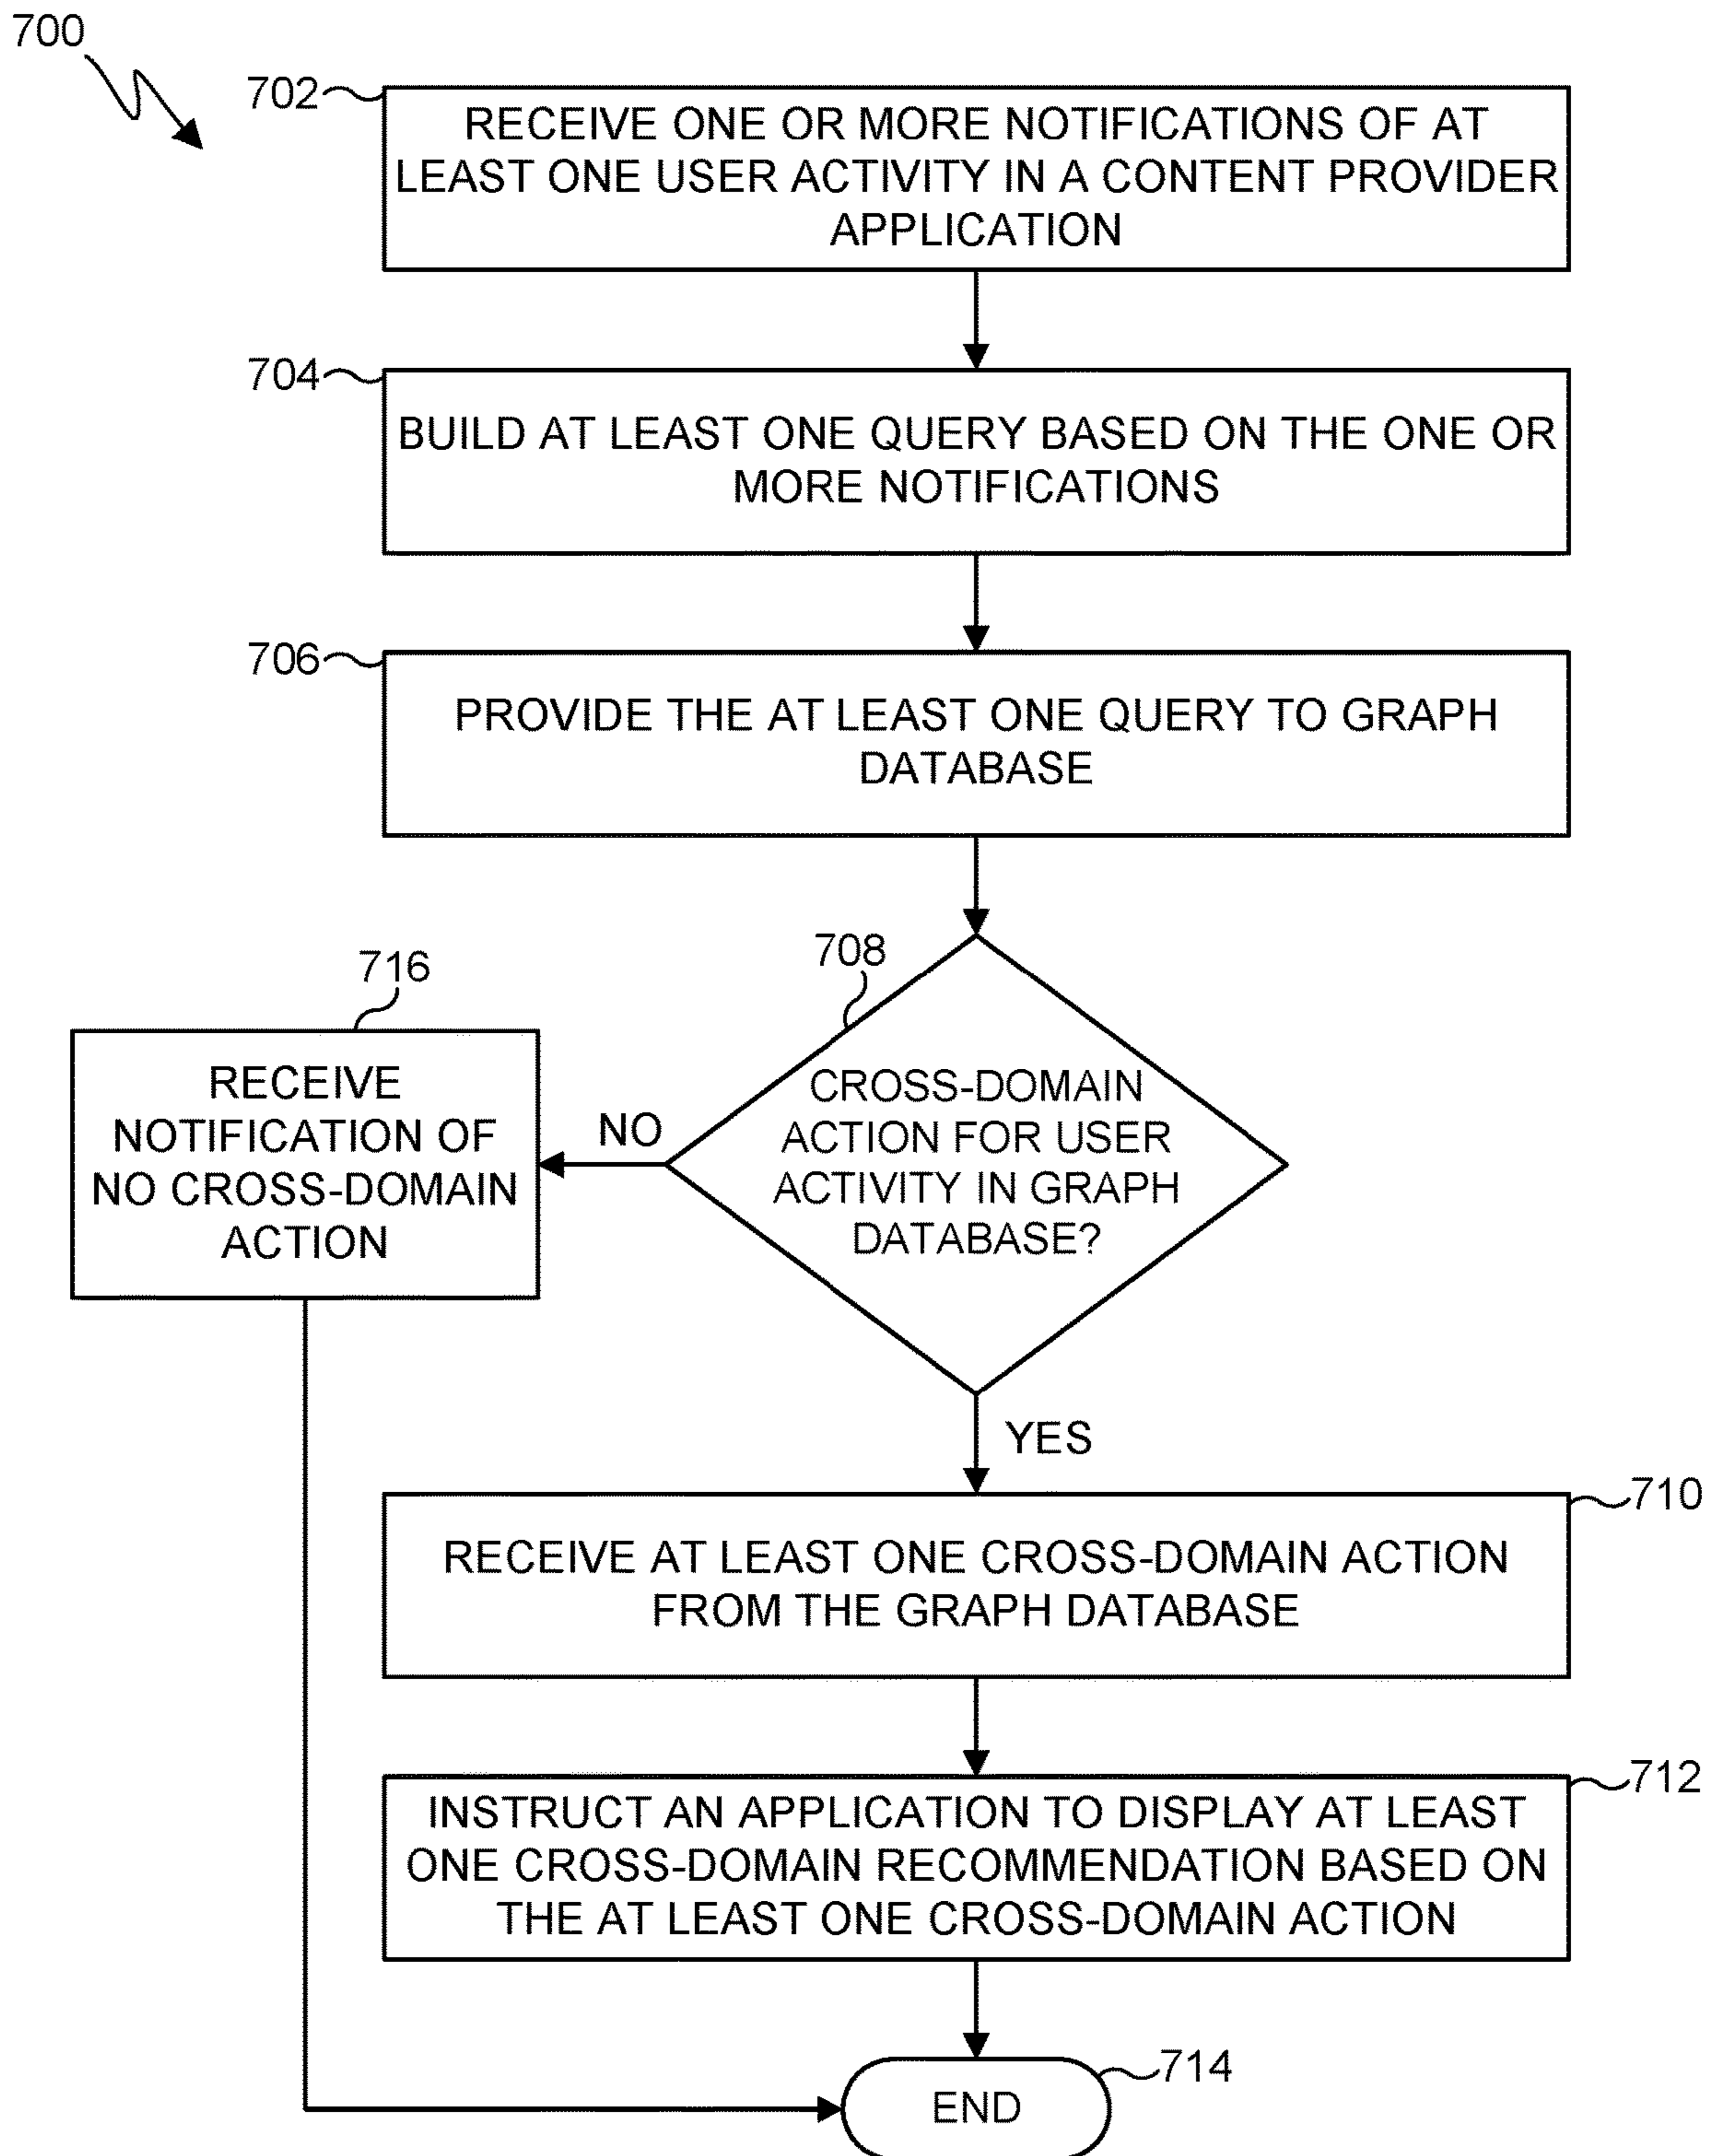 700
702
RECEIVE ONE OR MORE NOTIFICATIONS OF AT
LEAST ONE USER ACTIVITY IN A CONTENT PROVIDER
APPLICATION
704
BUILD AT LEAST ONE QUERY BASED ON THE ONE OR
MORE NOTIFICATIONS
706
PROVIDE THE AT LEAST ONE QUERY TO GRAPH
DATABASE
708
CROSS-DOMAIN
ACTION FOR USER
ACTIVITY IN GRAPH
DATABASE?
NO
716
RECEIVE
NOTIFICATION OF
NO CROSS-DOMAIN
ACTION
YES
710
RECEIVE AT LEAST ONE CROSS-DOMAIN ACTION
FROM THE GRAPH DATABASE
712
INSTRUCT AN APPLICATION TO DISPLAY AT LEAST
ONE CROSS-DOMAIN RECOMMENDATION BASED ON
THE AT LEAST ONE CROSS-DOMAIN ACTION
714
END